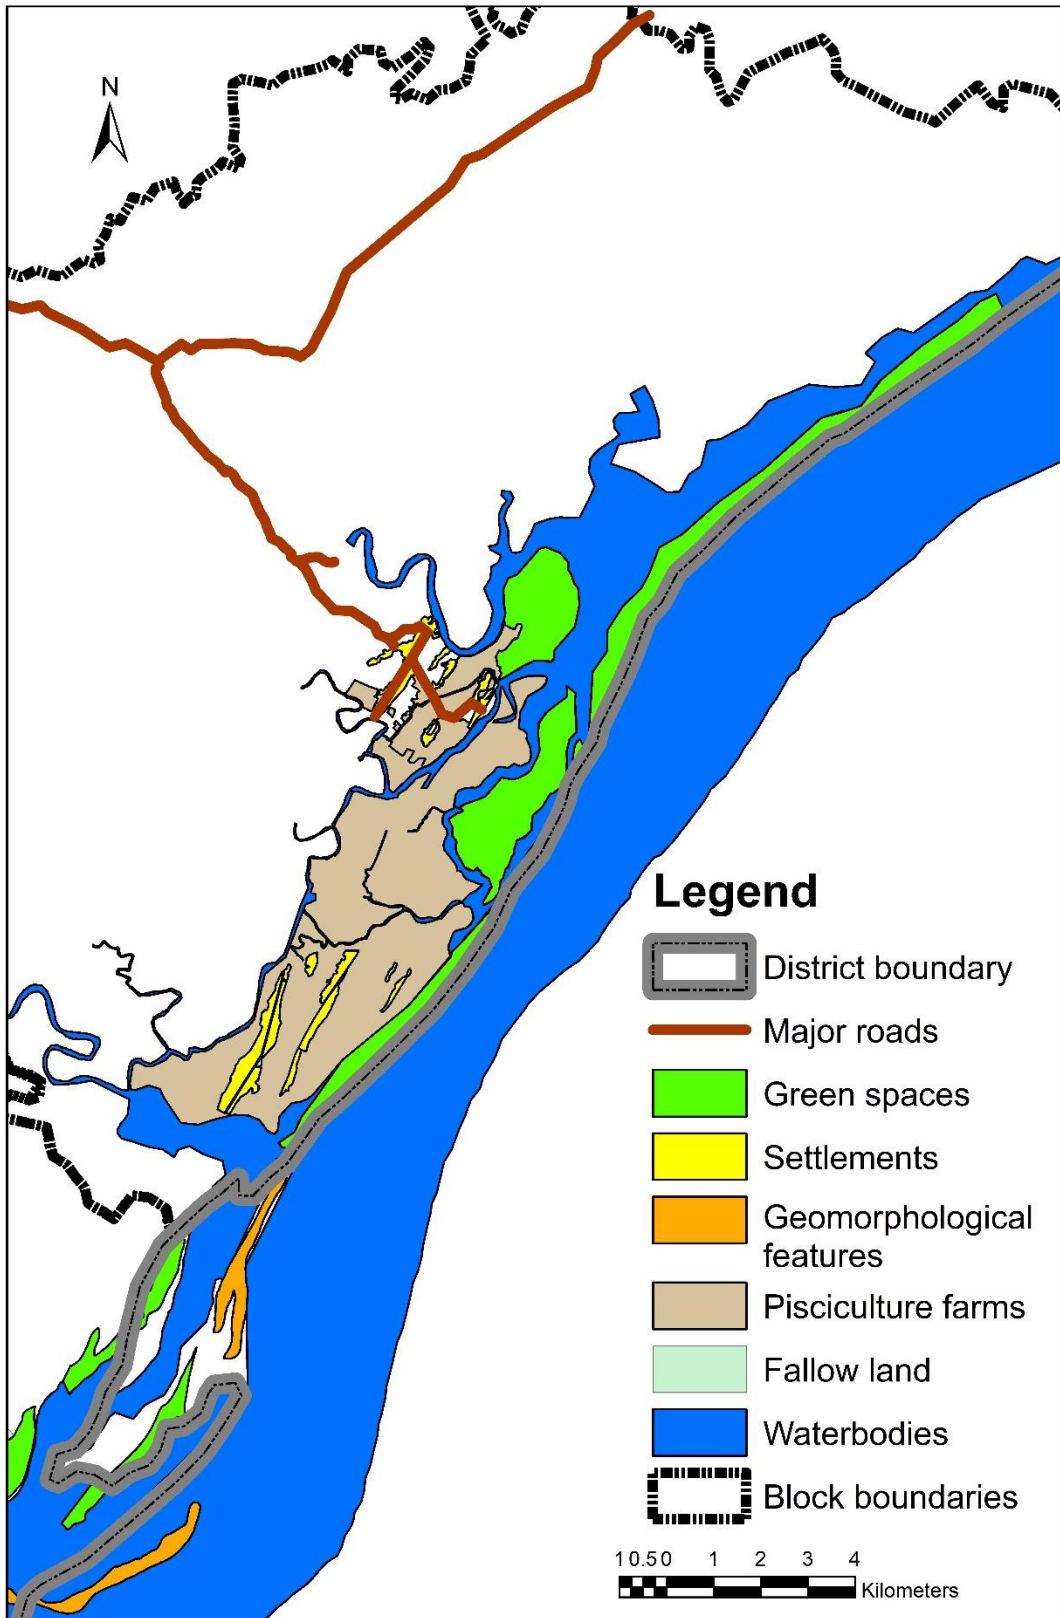 N
Legend
District boundary
Major roads
Green spaces
Settlements
Geomorphological
features
Pisciculture farms
Fallow land
Waterbodies
Block boundaries
1 0.5 0 1 2 3 4
Kilometers